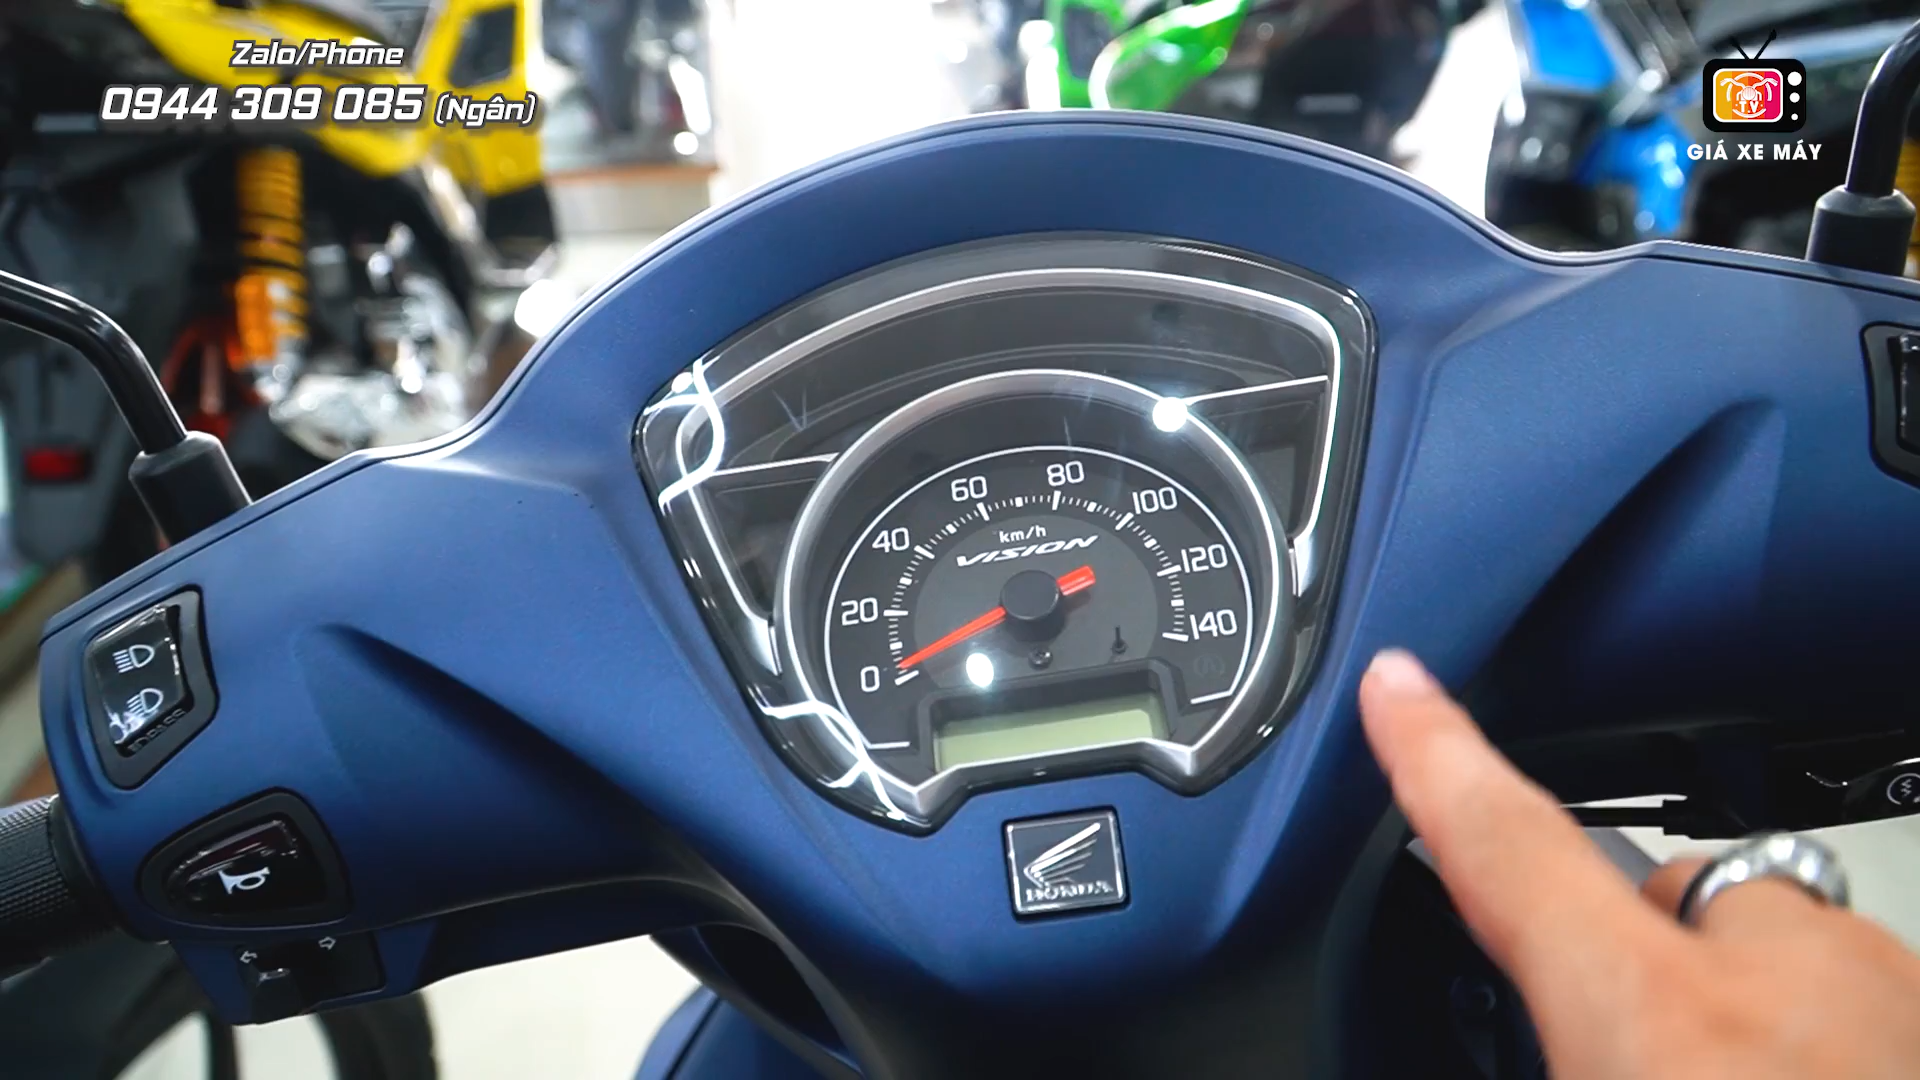 Zalo/Phone
0944 309 085 (Ngân)
T.V
GIÁ XE MÁY
0
20
40
60
80
100
120
140
km/h
VISION
PASS
HONDA